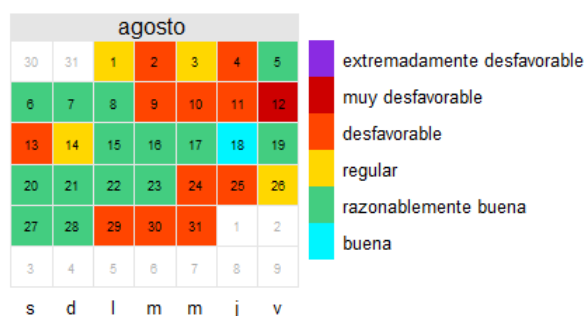 agosto
30 31 1 2 3 4 5
6 7 8 9 10 11 12
13 14 15 16 17 18 19
20 21 22 23 24 25 26
27 28 29 30 31 1 2
3 4 5 6 7 8 9
s d l m m j v
extremadamente desfavorable
muy desfavorable
desfavorable
regular
razonablemente buena
buena